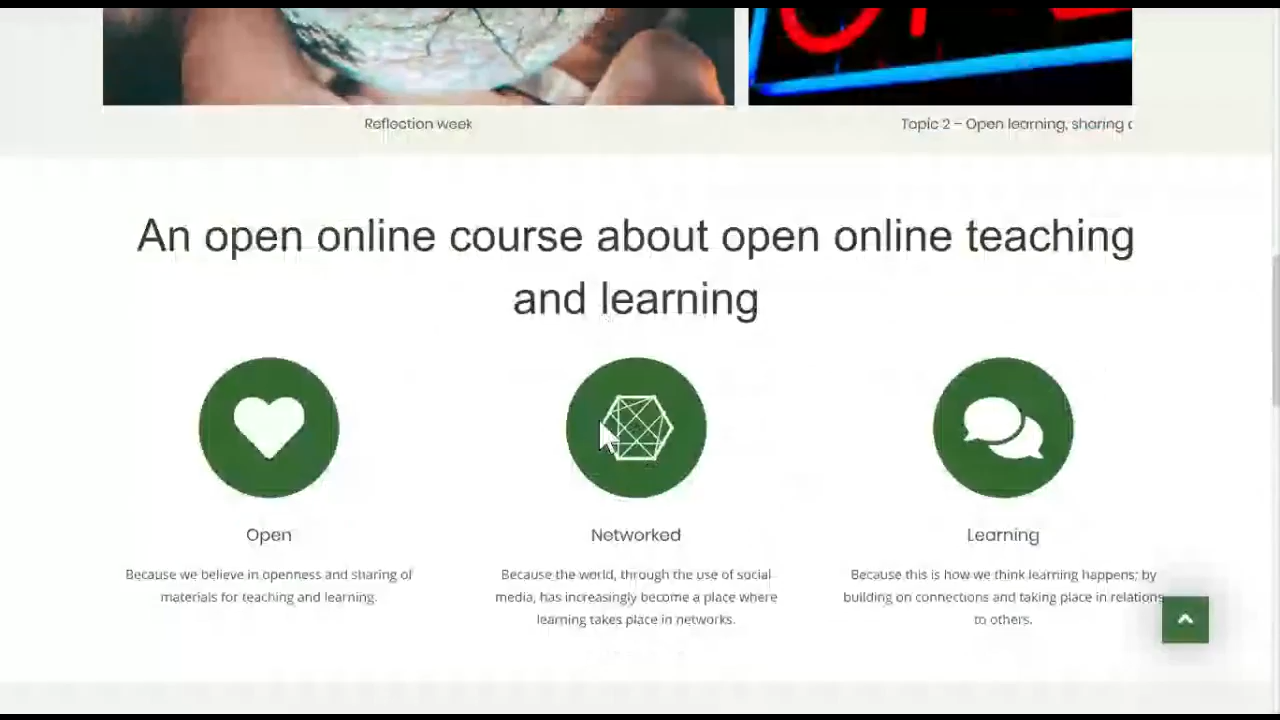 Reflection week
Topic 2 – Open learning, sharing
An open online course about open online teaching
and learning
Open
Networked
Learning
Because we believe in openness and sharing of
materials for teaching and learning.
Because the world, through the use of social
media, has increasingly become a place where
learning takes place in networks.
Because this is how we think learning happens; by
building on connections and taking place in relations
to others.